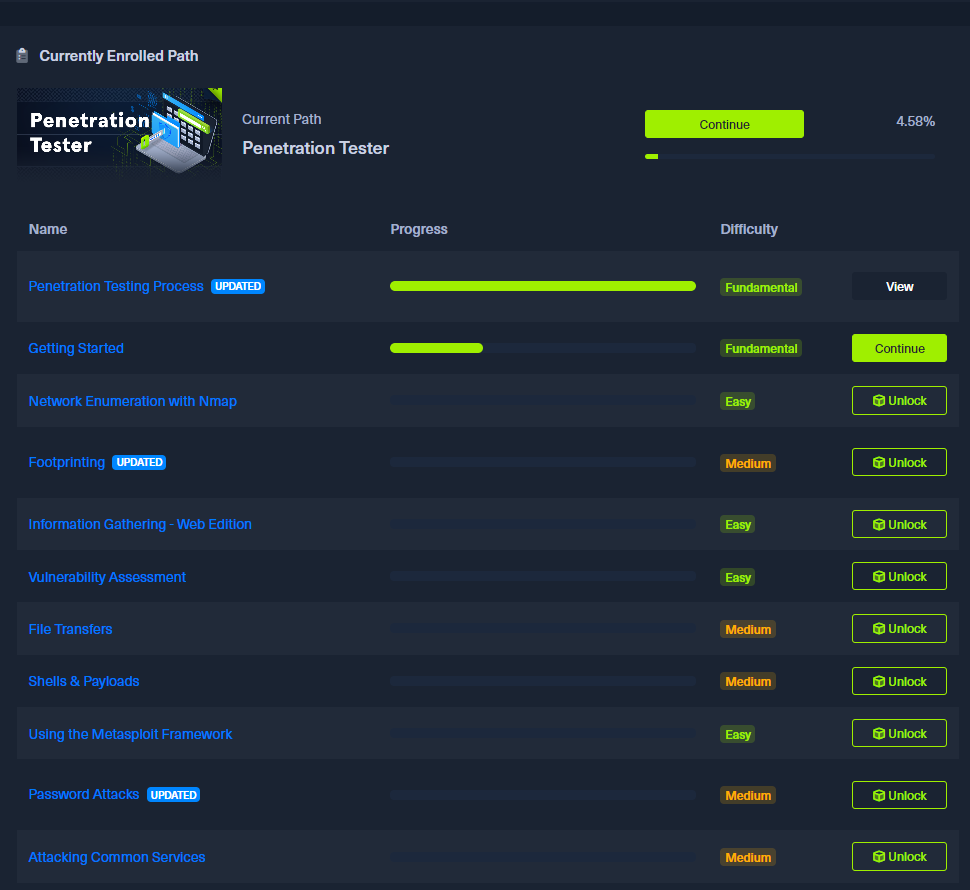 Currently Enrolled Path
Penetration
Tester
Current Path
Penetration Tester
Continue
4.58%
Name Progress Difficulty
Penetration Testing Process UPDATED Fundamental View
Getting Started Fundamental Continue
Network Enumeration with Nmap Easy Unlock
Footprinting UPDATED Medium Unlock
Information Gathering - Web Edition Easy Unlock
Vulnerability Assessment Easy Unlock
File Transfers Medium Unlock
Shells & Payloads Medium Unlock
Using the Metasploit Framework Easy Unlock
Password Attacks UPDATED Medium Unlock
Attacking Common Services Medium Unlock